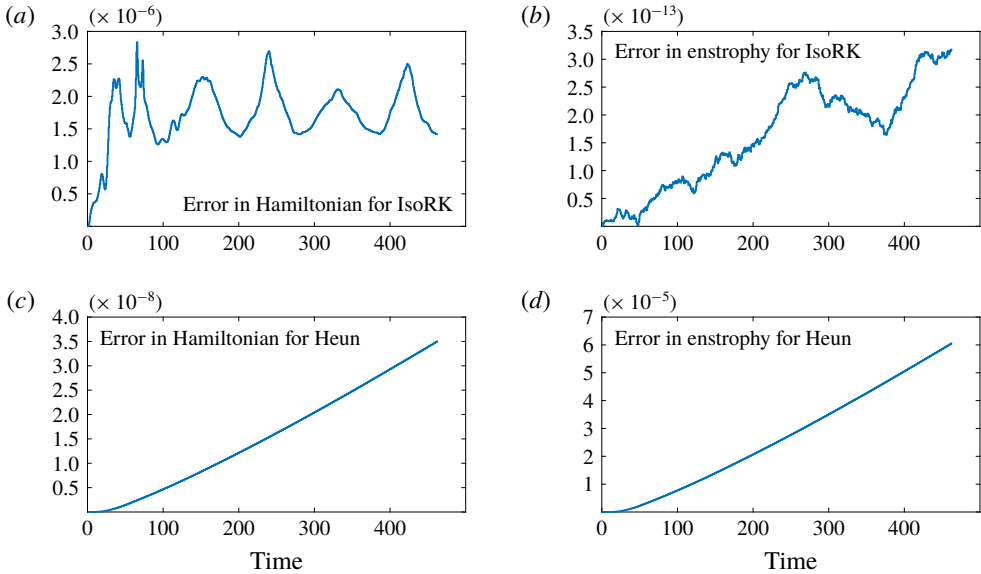 (a) (× 10⁻⁶)
3.0
2.5
2.0
1.5
1.0
0.5
Error in Hamiltonian for IsoRK
0 100 200 300 400
(b) (× 10⁻¹³)
3.5
3.0
2.5
2.0
1.5
1.0
0.5
Error in enstrophy for IsoRK
0 100 200 300 400
(c) (× 10⁻⁸)
4.0
Error in Hamiltonian for Heun
3.5
3.0
2.5
2.0
1.5
1.0
0.5
0 100 200 300 400
Time
(d) (× 10⁻⁵)
7
Error in enstrophy for Heun
6
5
4
3
2
1
0 100 200 300 400
Time